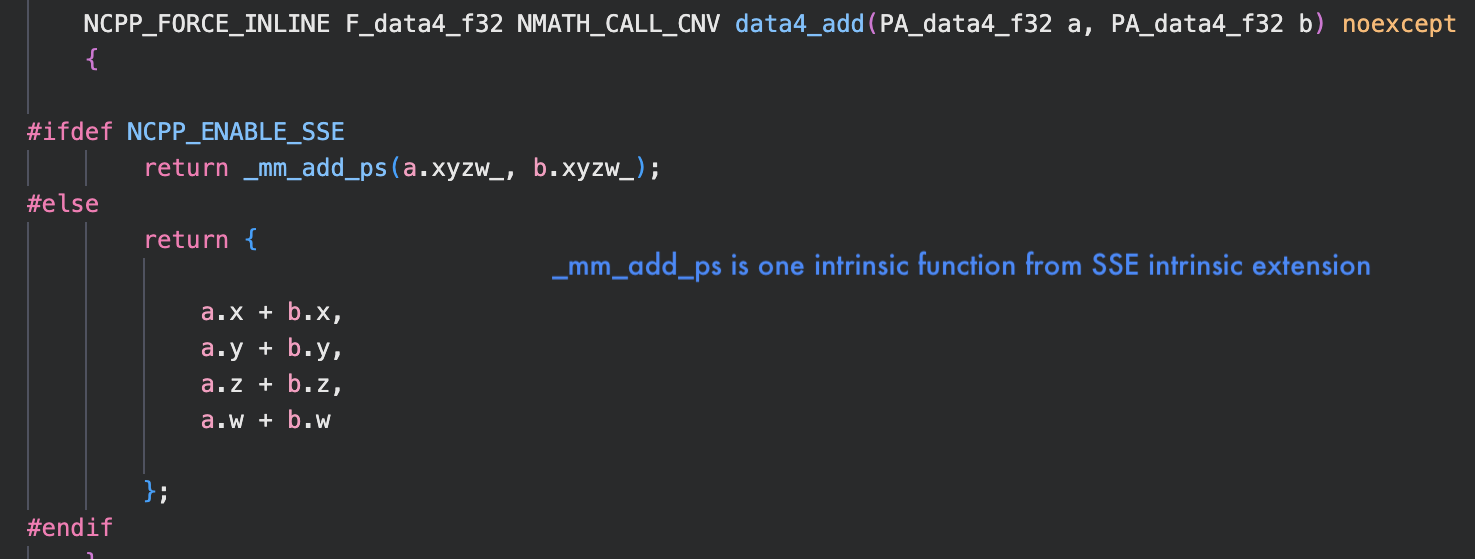 NCPP_FORCE_INLINE F_data4_f32 NMATH_CALL_CNV data4_add(PA_data4_f32 a, PA_data4_f32 b) noexcept
{
#ifdef NCPP_ENABLE_SSE
return _mm_add_ps(a.xyzw_, b.xyzw_);
#else
return {
_mm_add_ps is one intrinsic function from SSE intrinsic extension
a.x + b.x,
a.y + b.y,
a.z + b.z,
a.w + b.w
};
#endif
}